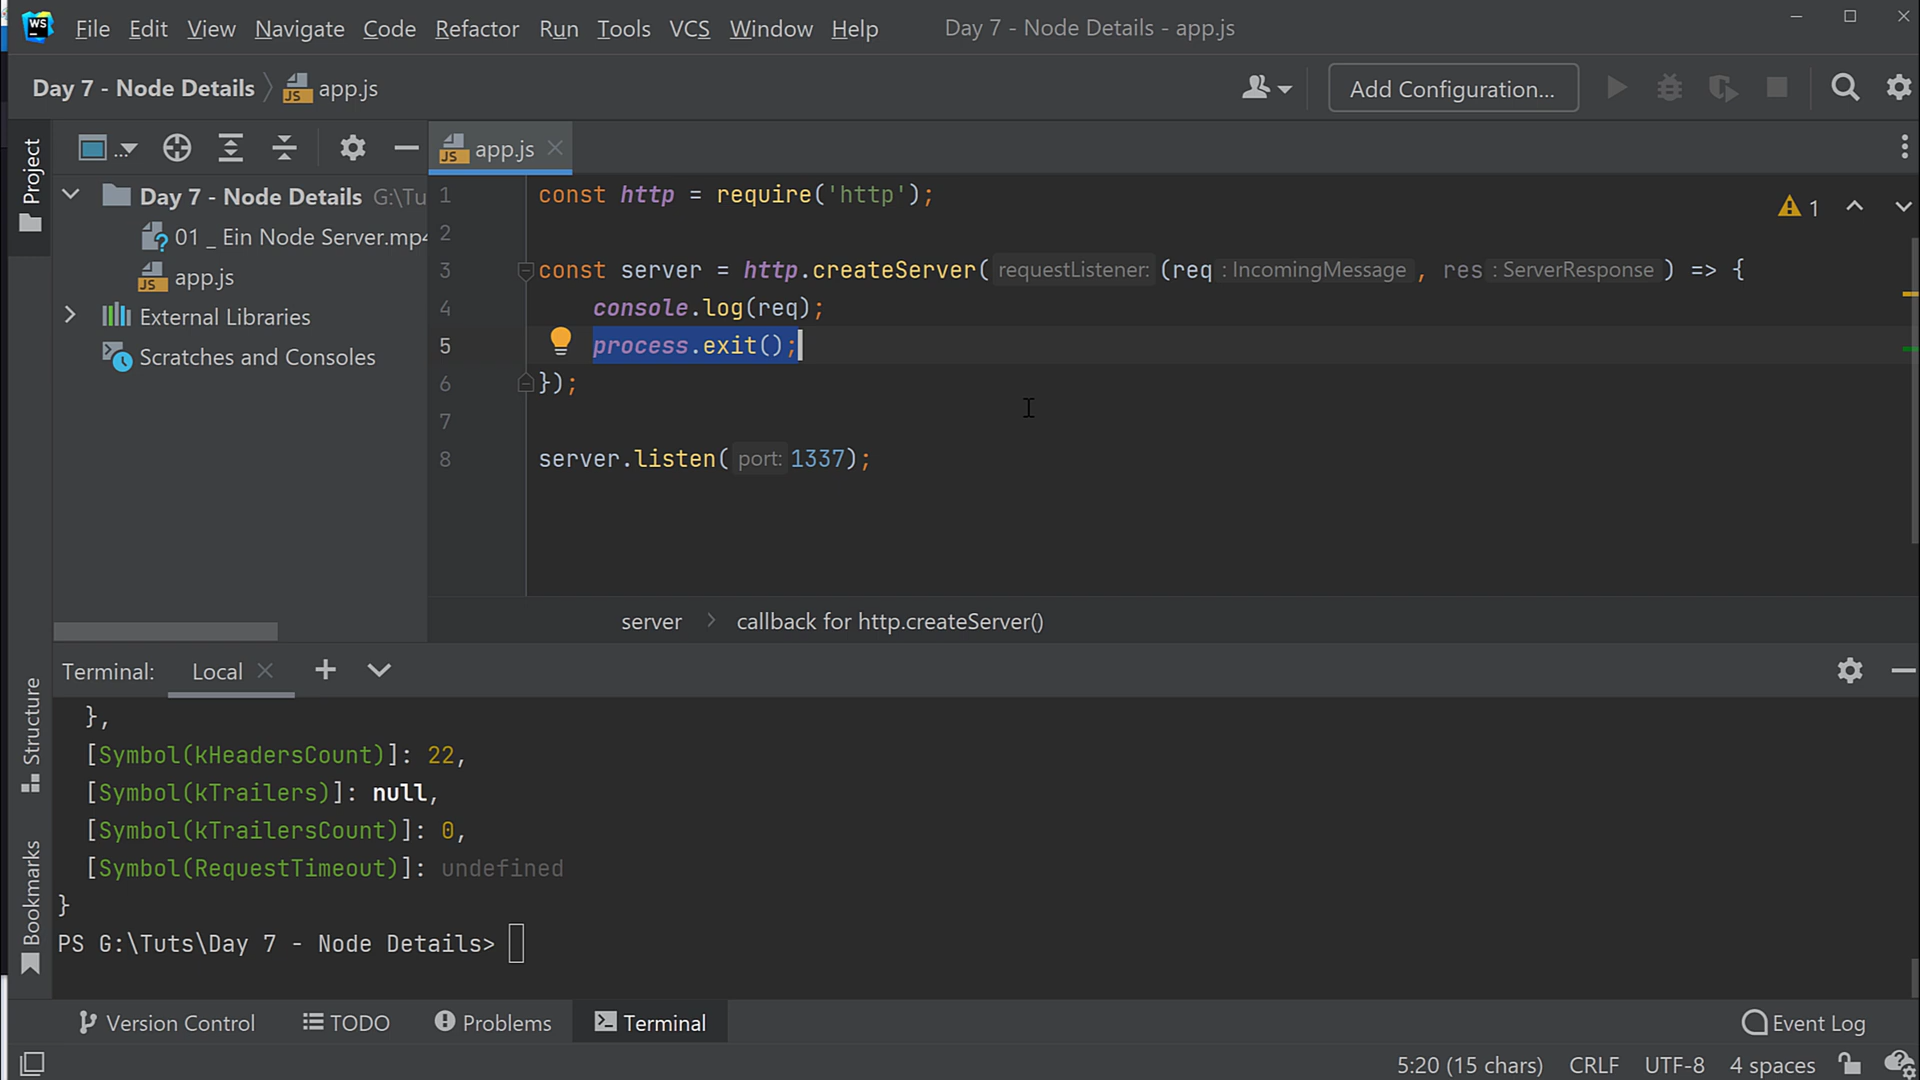 WS File Edit View Navigate Code Refactor Run Tools VCS Window Help Day 7 - Node Details - app.js
Day 7 - Node Details JS app.js Add Configuration...
Project
... JS app.js
Day 7 - Node Details G:\Tu
01 _ Ein Node Server.mp4
JS app.js
External Libraries
Scratches and Consoles
1 const http = require('http');
1
2
3 const server = http.createServer( requestListener: (req : IncomingMessage , res : ServerResponse ) => {
4 console.log(req);
5 process.exit();
6 });
7
8 server.listen( port: 1337);
server callback for http.createServer()
Terminal: Local
Structure
Bookmarks
},
[Symbol(kHeadersCount)]: 22,
[Symbol(kTrailers)]: null,
[Symbol(kTrailersCount)]: 0,
[Symbol(RequestTimeout)]: undefined
}
PS G:\Tuts\Day 7 - Node Details>
Version Control TODO Problems Terminal Event Log
5:20 (15 chars) CRLF UTF-8 4 spaces